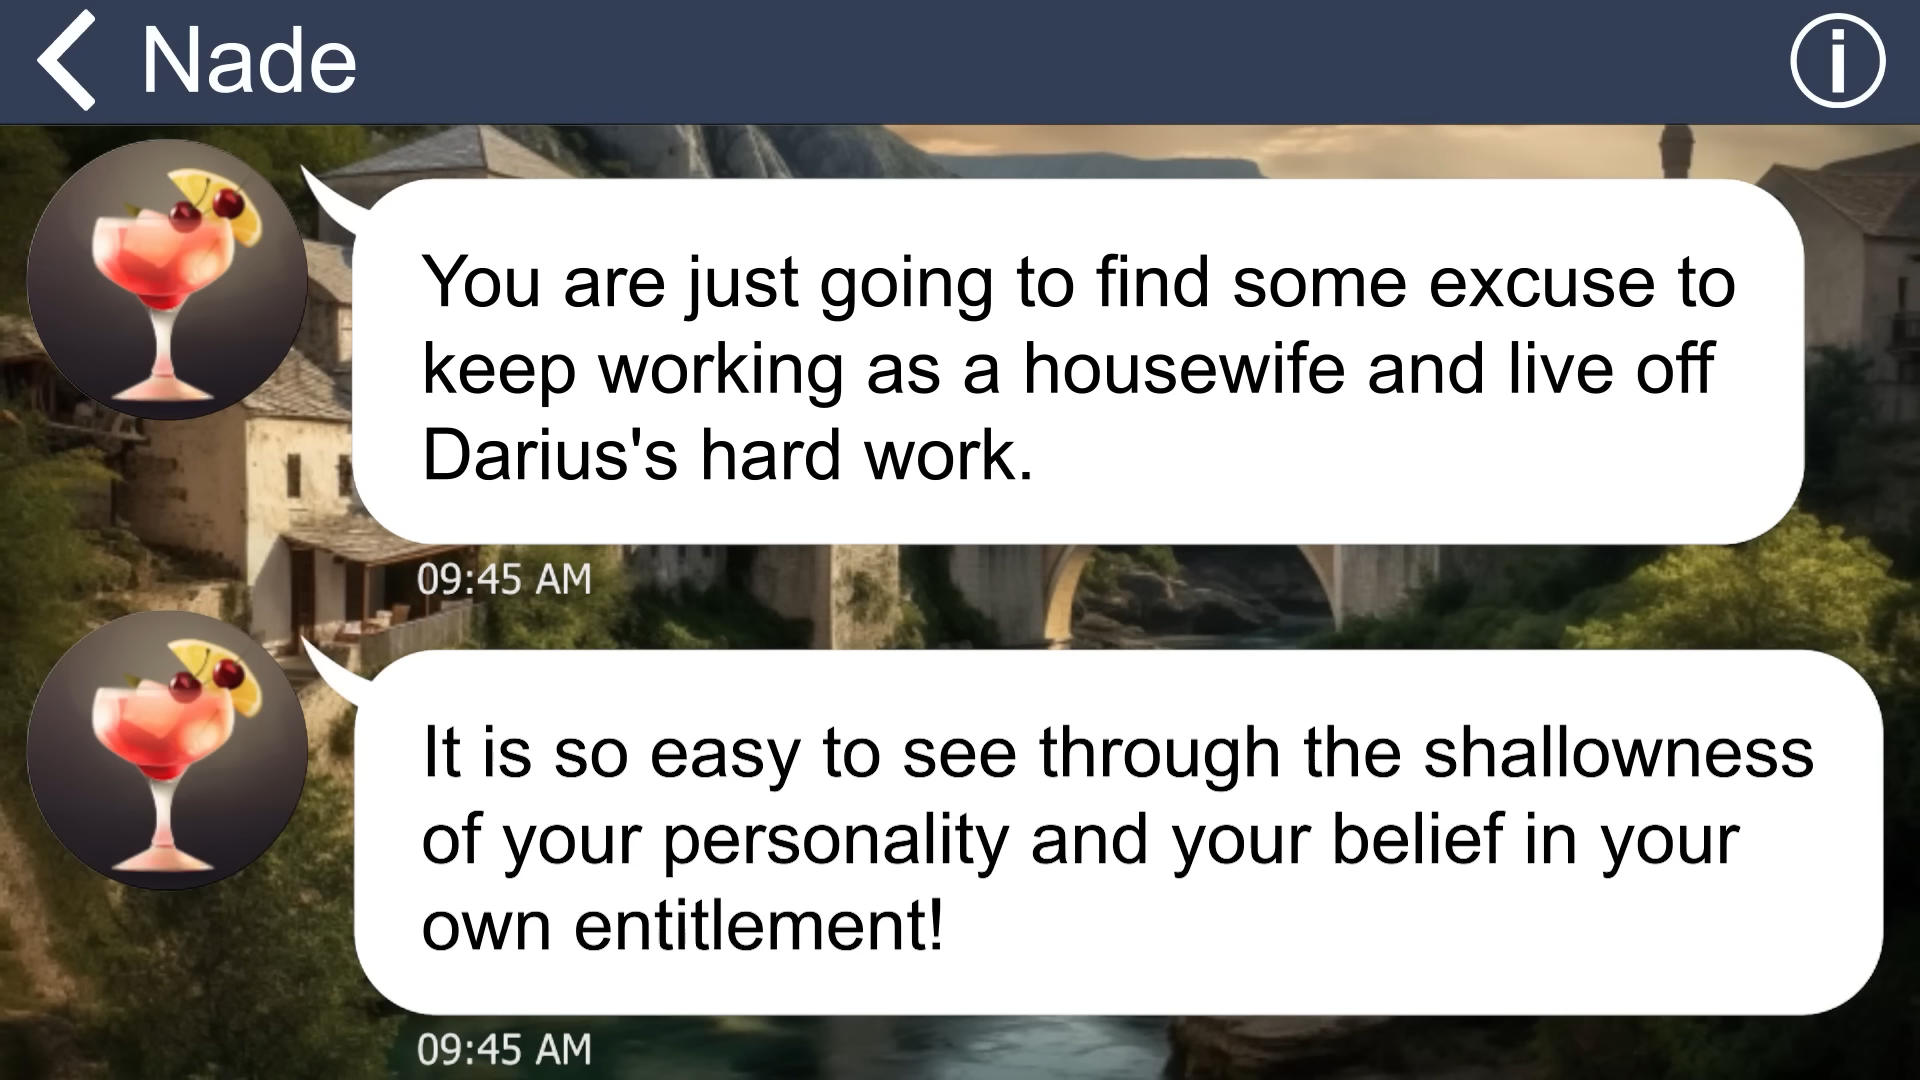 Nade
You are just going to find some excuse to
keep working as a housewife and live off
Darius's hard work.
09:45 AM
It is so easy to see through the shallowness
of your personality and your belief in your
own entitlement!
09:45 AM